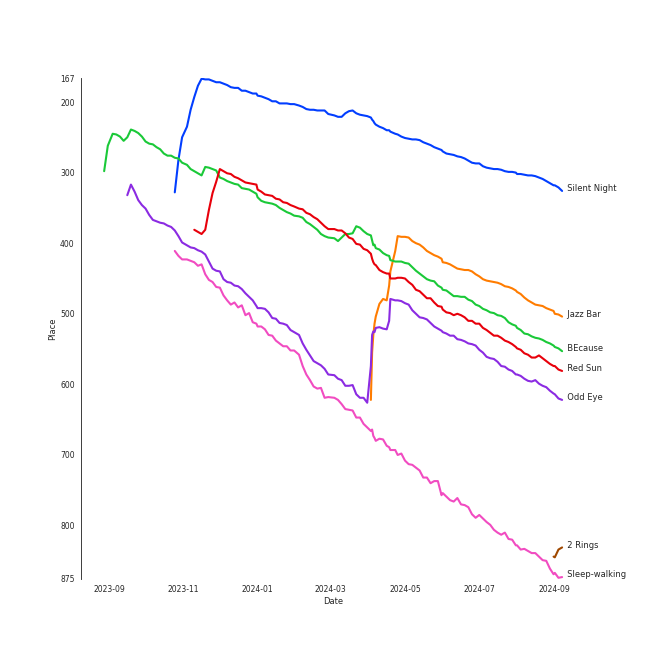 167
200
300
400
500
600
700
800
875
Place
2023-09
2023-11
2024-01
2024-03
2024-05
2024-07
2024-09
Date
Silent Night
Jazz Bar
BEcause
Red Sun
Odd Eye
2 Rings
Sleep-walking